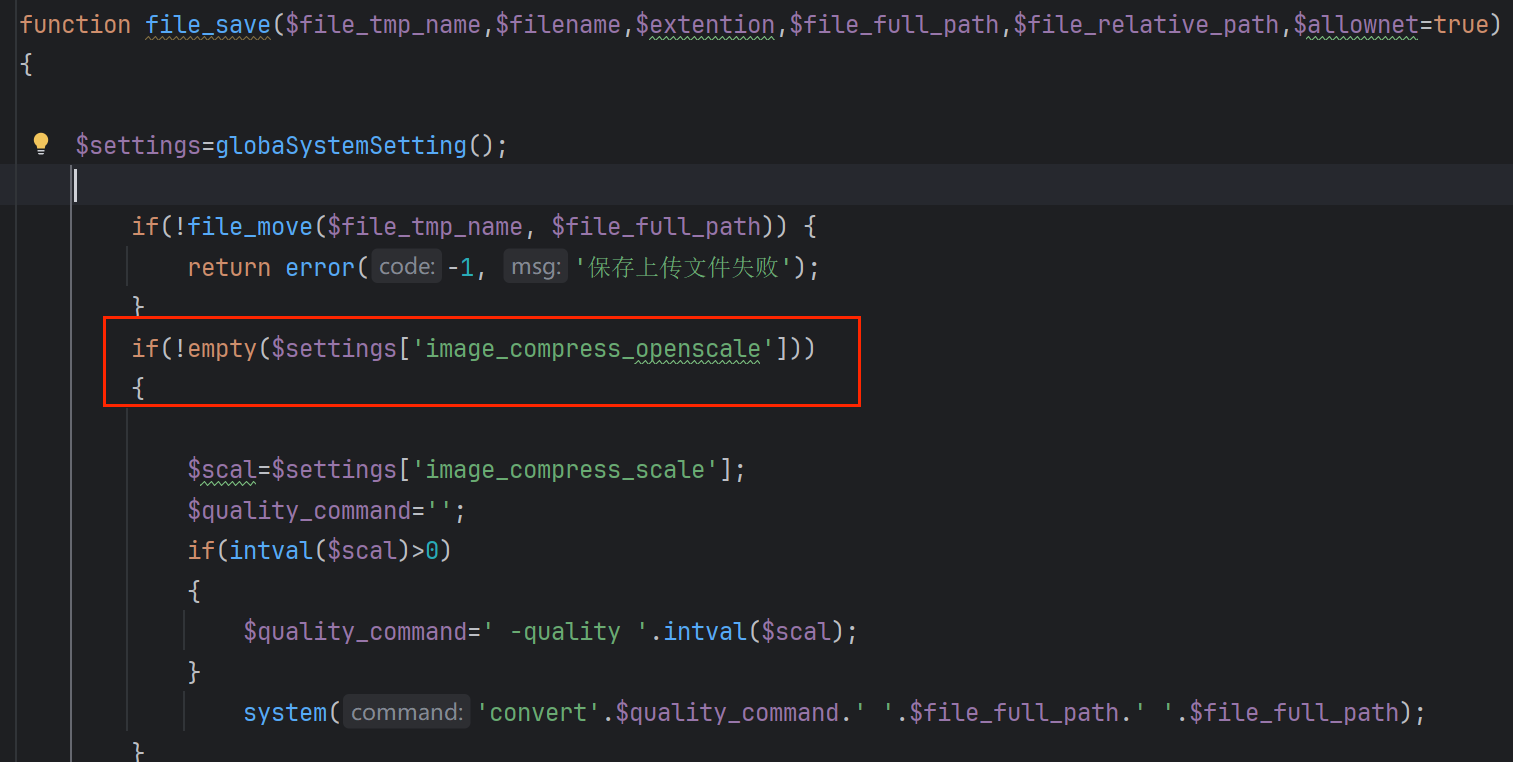 function file_save($file_tmp_name,$filename,$extention,$file_full_path,$file_relative_path,$allownet=true)
{
$settings=globaSystemSetting();
if(!file_move($file_tmp_name, $file_full_path)) {
return error( code: -1, msg: '保存上传文件失败');
}
if(!empty($settings['image_compress_openscale']))
{
$scal=$settings['image_compress_scale'];
$quality_command='';
if(intval($scal)>0)
{
$quality_command=' -quality '.intval($scal);
}
system( command: 'convert'.$quality_command.' '.$file_full_path.' '.$file_full_path);
}